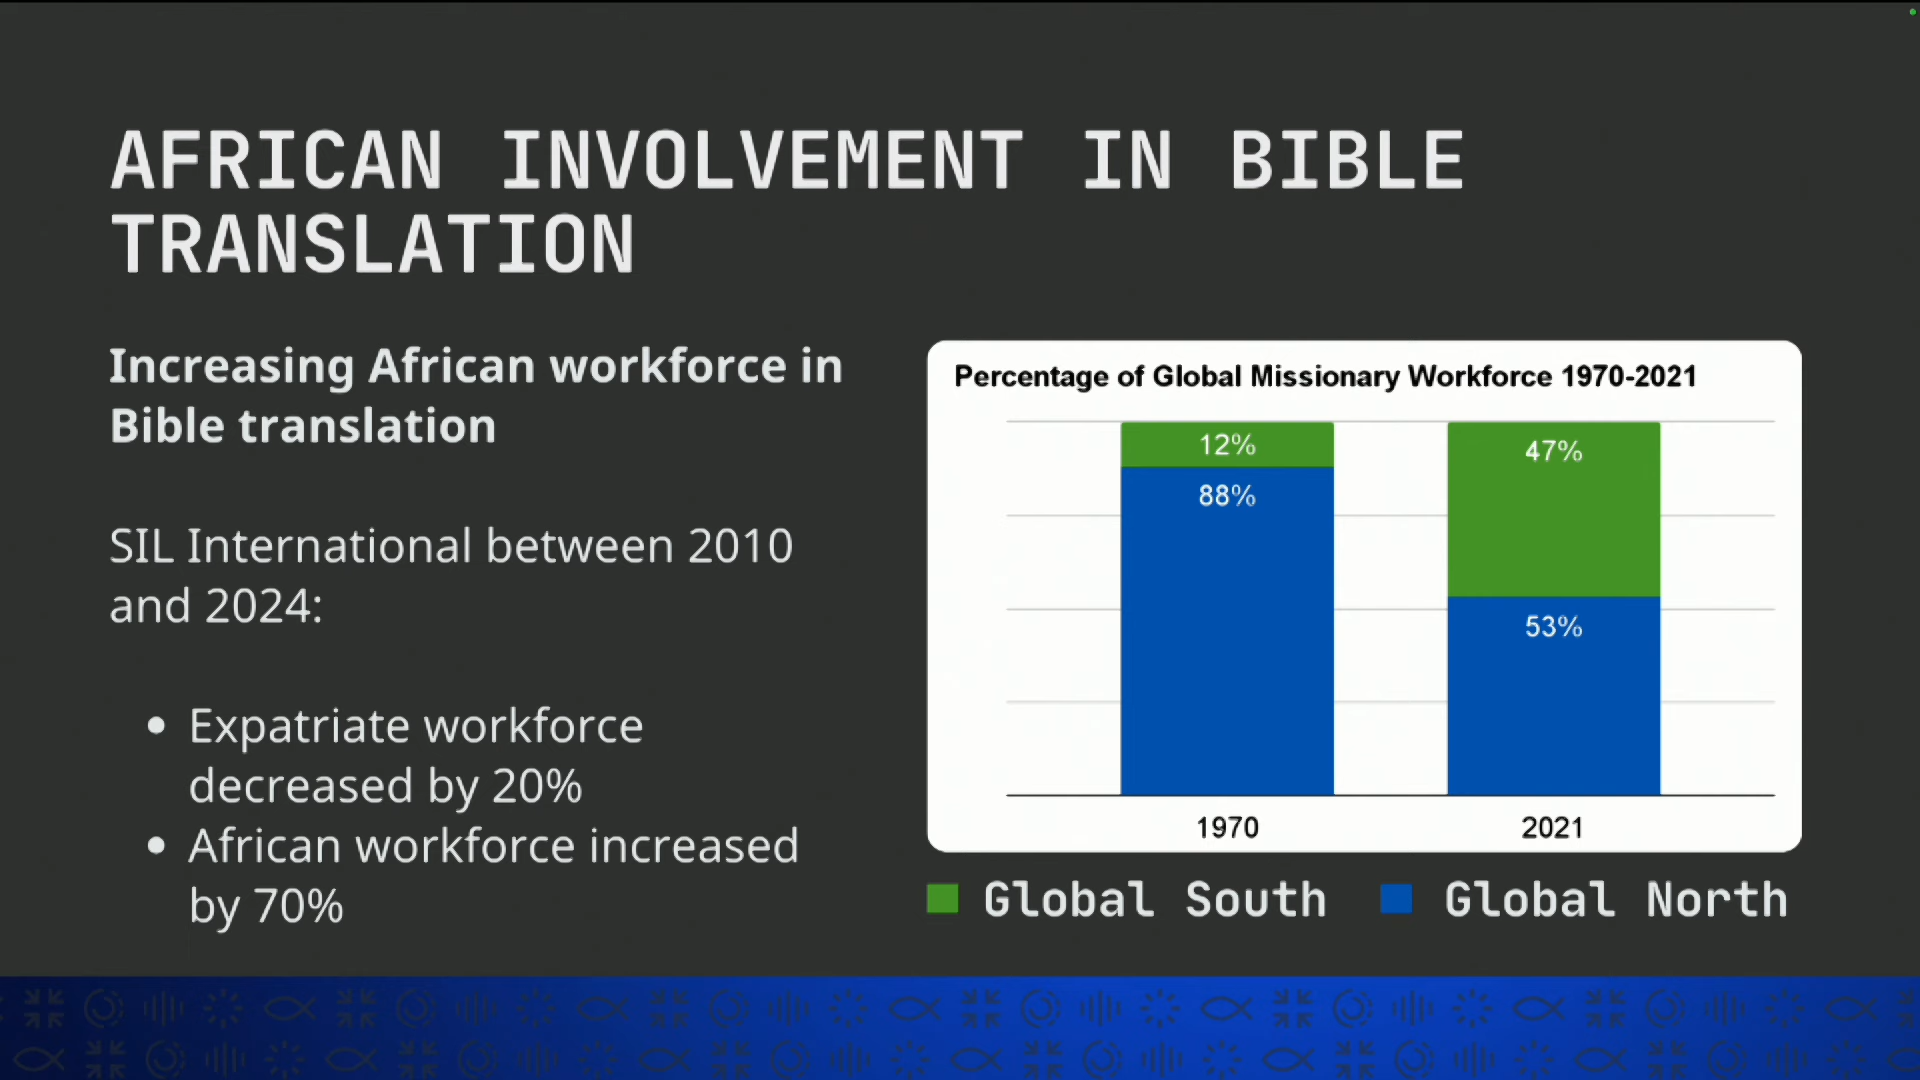 AFRICAN INVOLVEMENT IN BIBLE
TRANSLATION
Increasing African workforce in
Bible translation
SIL International between 2010
and 2024:
• Expatriate workforce
decreased by 20%
• African workforce increased
by 70%
Percentage of Global Missionary Workforce 1970-2021
12%
47%
88%
53%
1970
2021
Global South
Global North